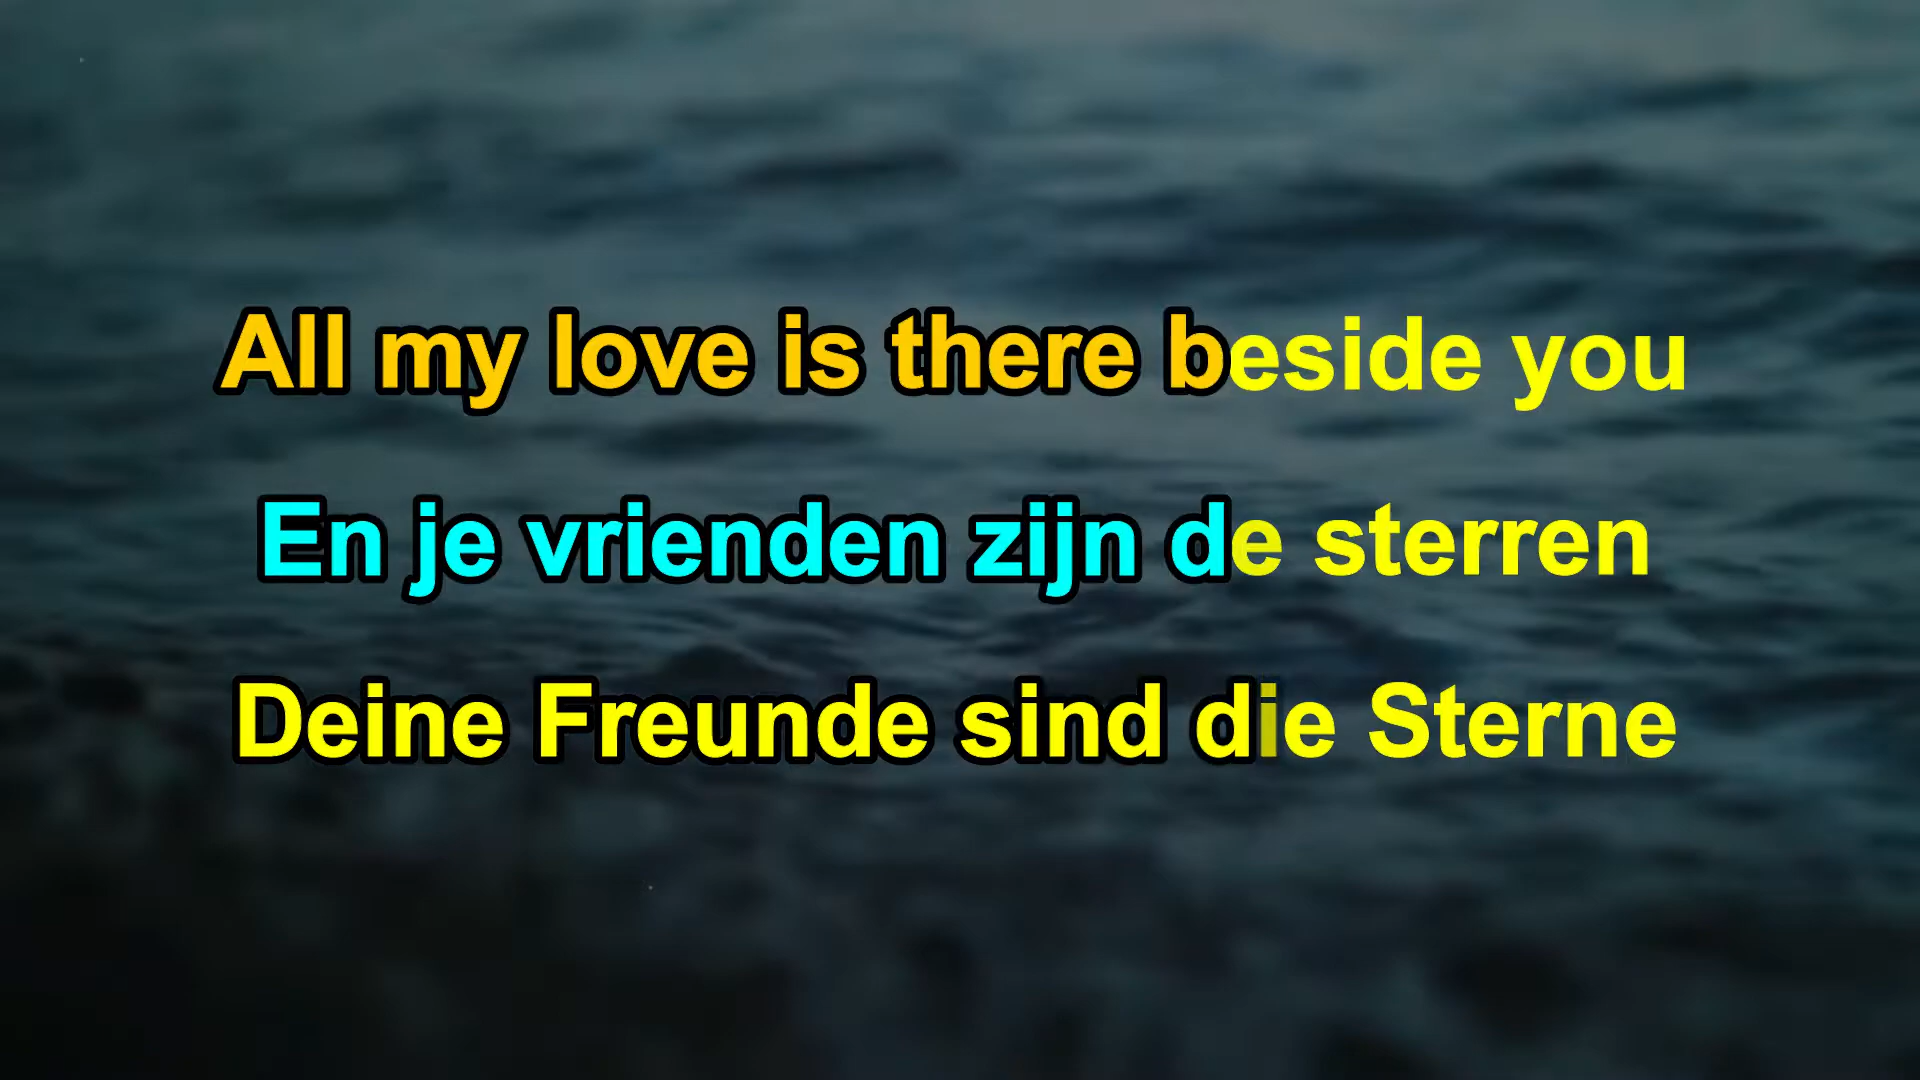 All my love is there beside you
En je vrienden zijn de sterren
Deine Freunde sind die Sterne